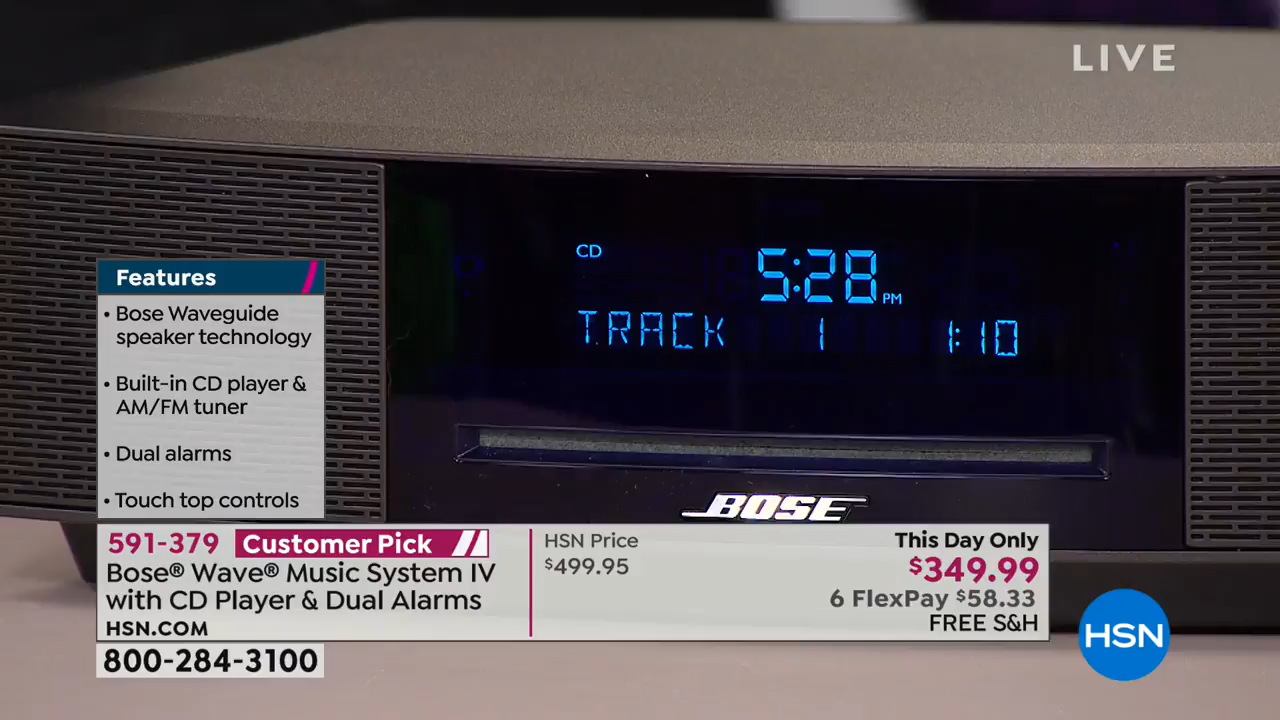 LIVE
CD
5:28 PM
TRACK 1 1:10
BOSE
Features
• Bose Waveguide
speaker technology
• Built-in CD player &
AM/FM tuner
• Dual alarms
• Touch top controls
591-379 Customer Pick
Bose® Wave® Music System IV
with CD Player & Dual Alarms
HSN.COM
800-284-3100
HSN Price
$499.95
This Day Only
$349.99
6 FlexPay $58.33
FREE S&H
HSN